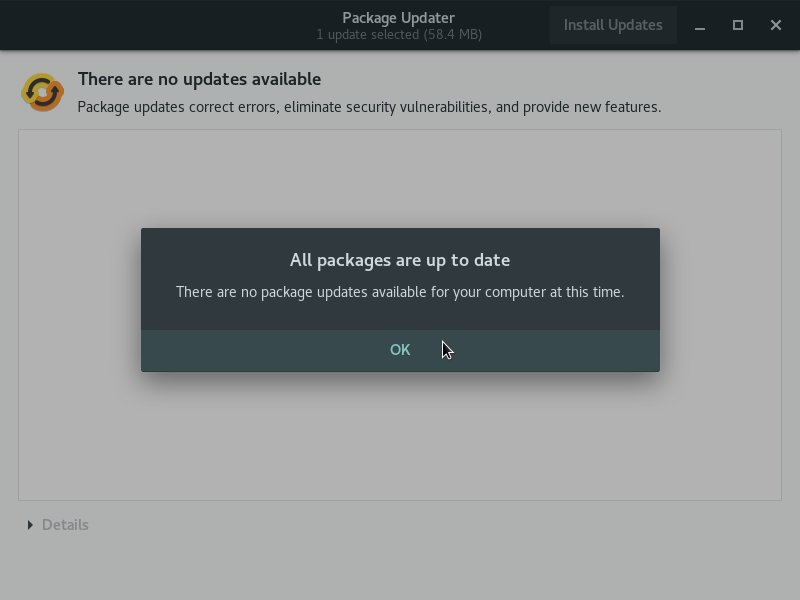 Package Updater
1 update selected (58.4 MB)
Install Updates
There are no updates available
Package updates correct errors, eliminate security vulnerabilities, and provide new features.
All packages are up to date
There are no package updates available for your computer at this time.
OK
Details